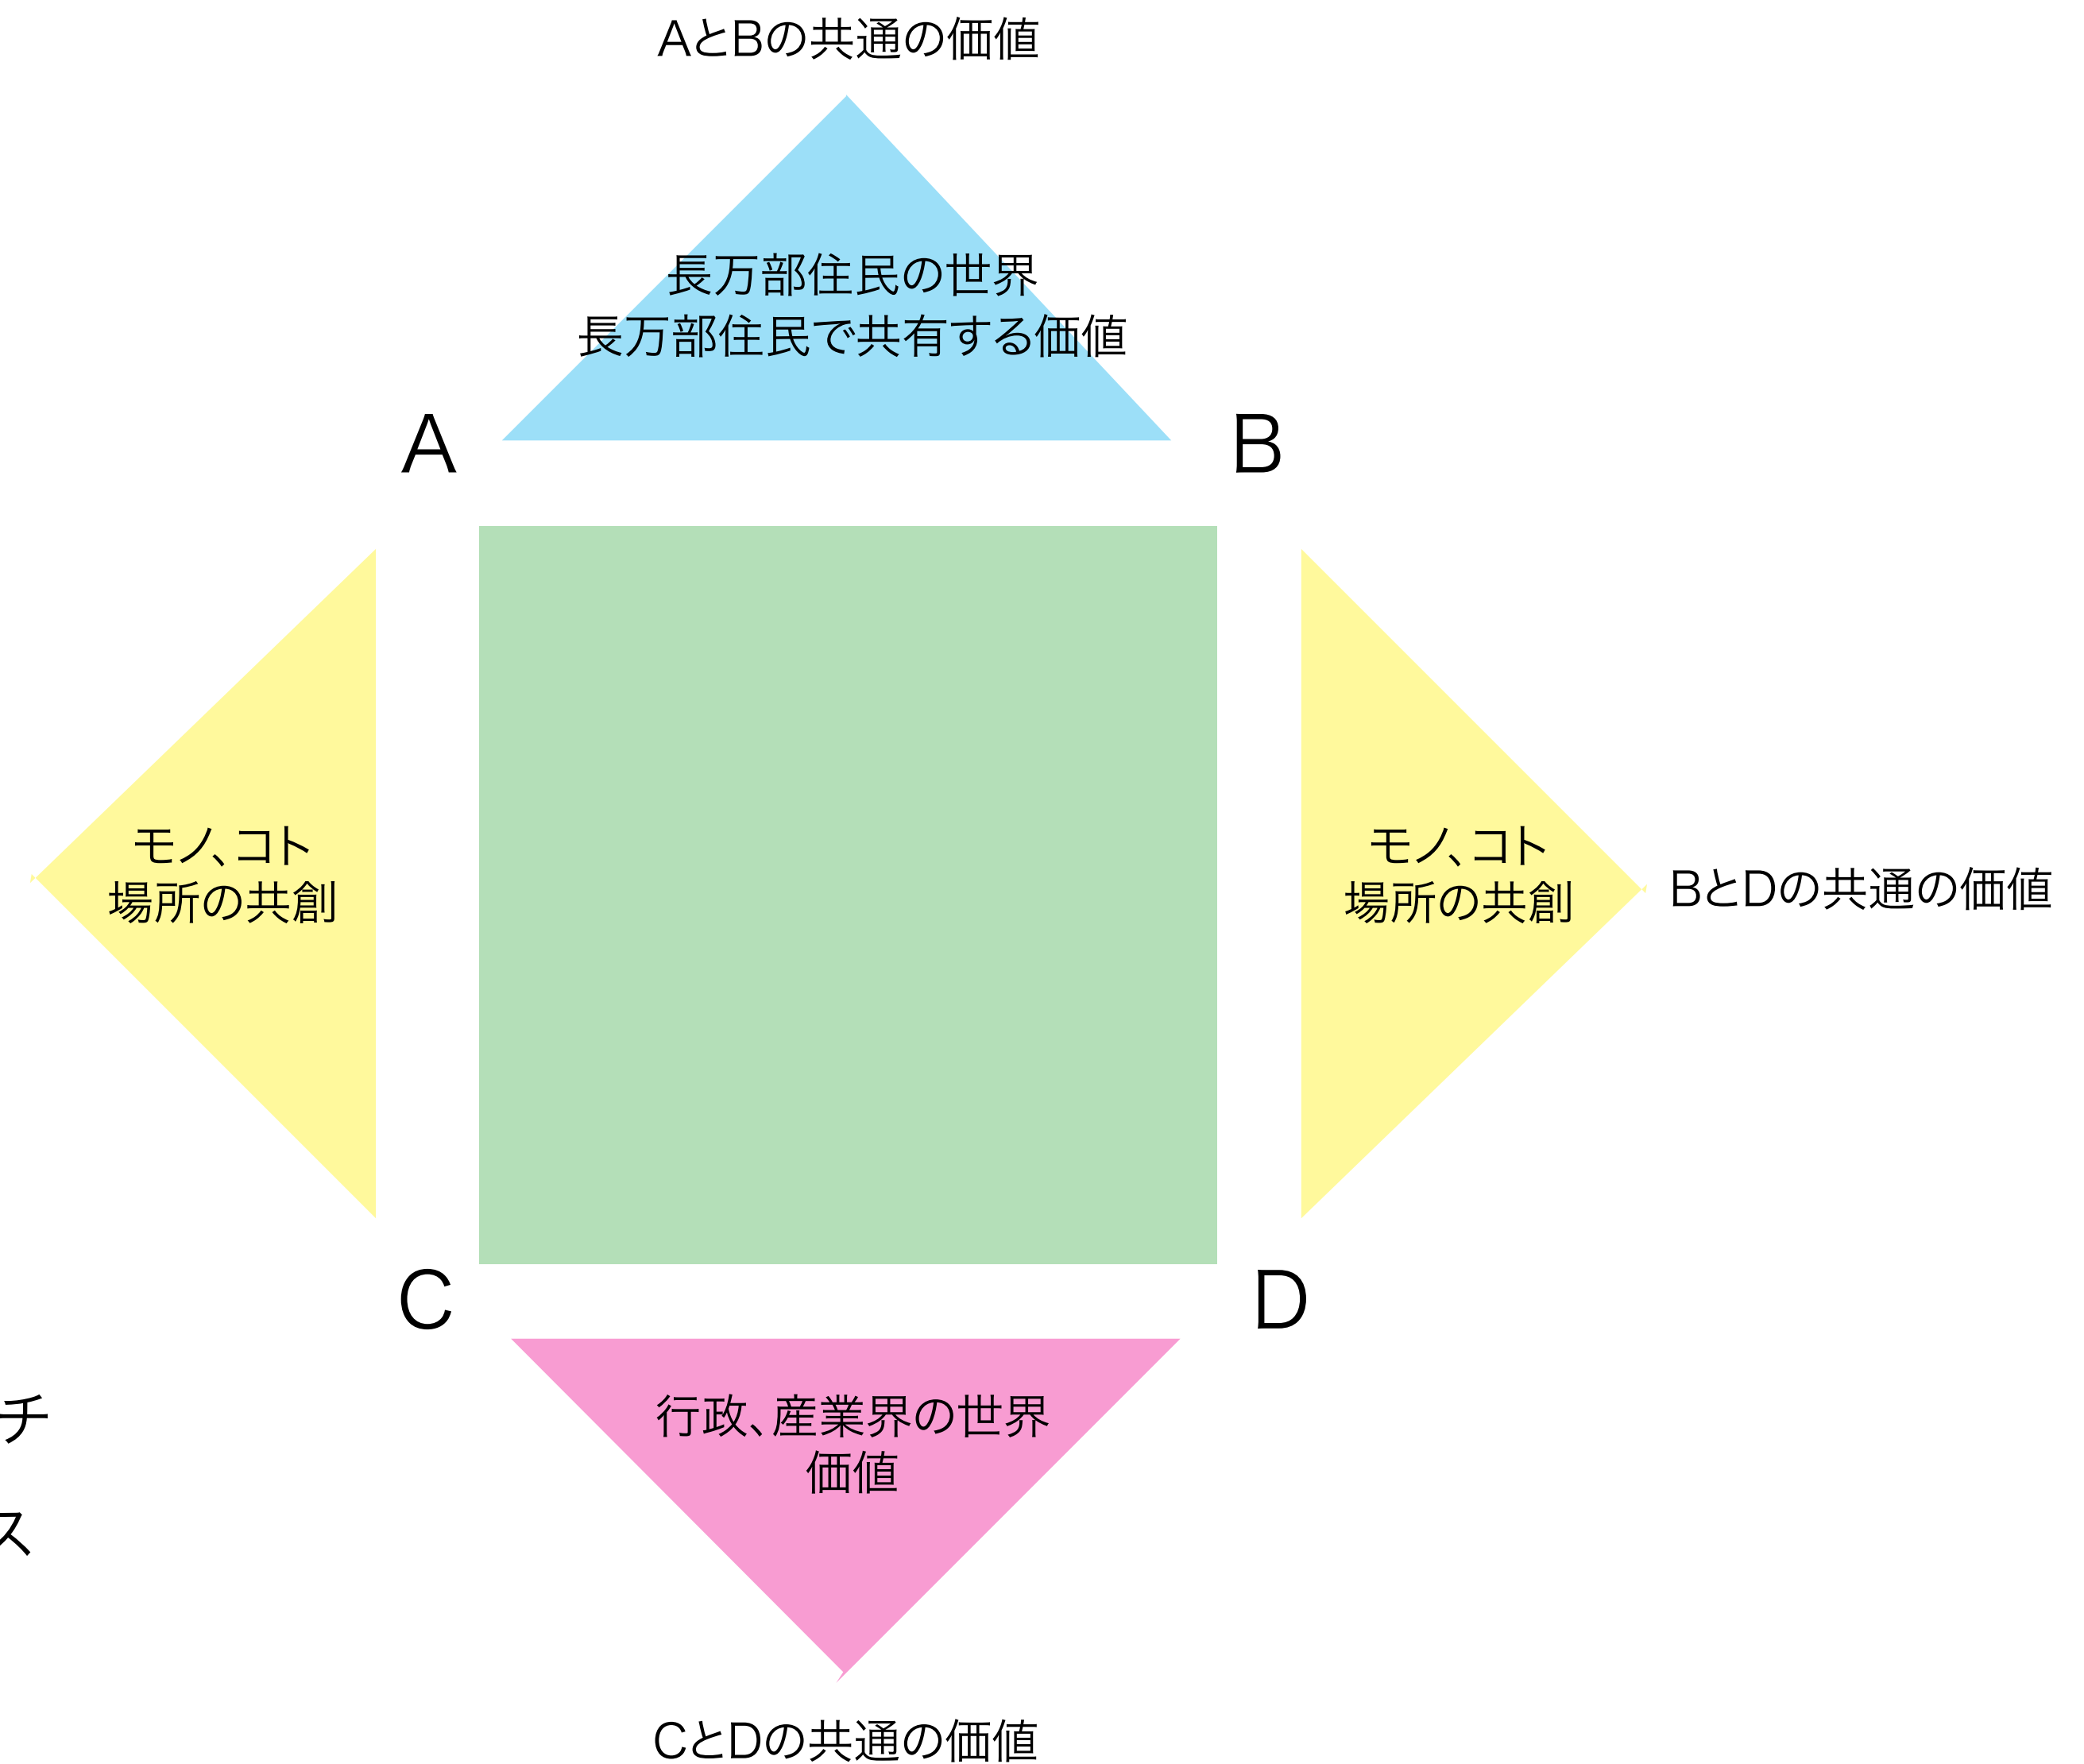 AとBの共通の価値
長万部住民の世界
長万部住民で共有する価値
A
B
モノ、コト
場所の共創
モノ、コト
場所の共創
BとDの共通の価値
C
D
チ
行政、産業界の世界
価値
ス
CとDの共通の価値